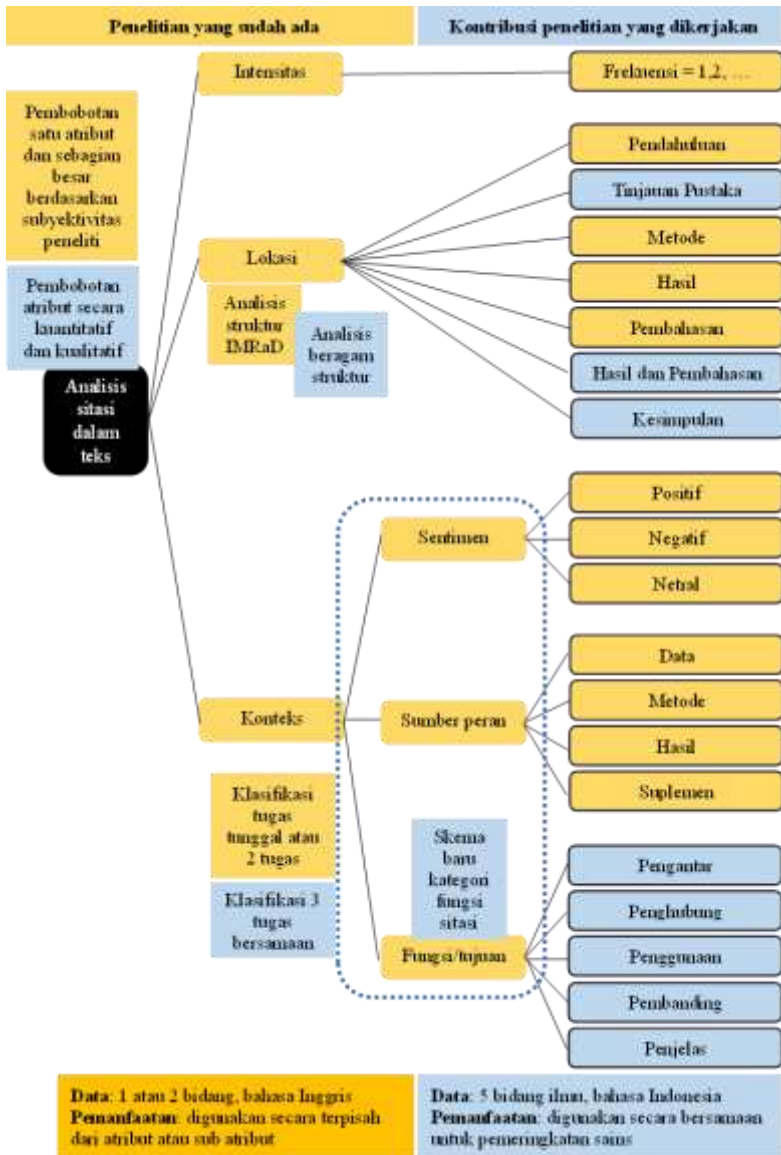 Penelitian yang sudah ada
Kontribusi penelitian yang dikerjakan
Intensitas
Frekuensi = 1,2, …
Pembobotan
satu atribut
dan sebagian
besar
berdasarkan
subyektivitas
peneliti
Pembobotan
atribut secara
kuantitatif
dan kualitatif
Analisis
sitasi
dalam
teks
Lokasi
Analisis
struktur
IMRaD
Analisis
beragam
struktur
Pendahuluan
Tinjauan Pustaka
Metode
Hasil
Pembahasan
Hasil dan Pembahasan
Kesimpulan
Konteks
Klasifikasi
tugas
tunggal atau
2 tugas
Klasifikasi 3
tugas
bersamaan
Sentimen
Positif
Negatif
Netral
Sumber peran
Data
Metode
Hasil
Suplemen
Skema
baru
kategori
fungsi
sitasi
Fungsi/tujuan
Pengantar
Penghubung
Penggunaan
Pembanding
Penjelas
Data: 1 atau 2 bidang, bahasa Inggris
Pemanfaatan: digunakan secara terpisah
dari atribut atau sub atribut
Data: 5 bidang ilmu, bahasa Indonesia
Pemanfaatan: digunakan secara bersamaan
untuk pemeringkatan sains